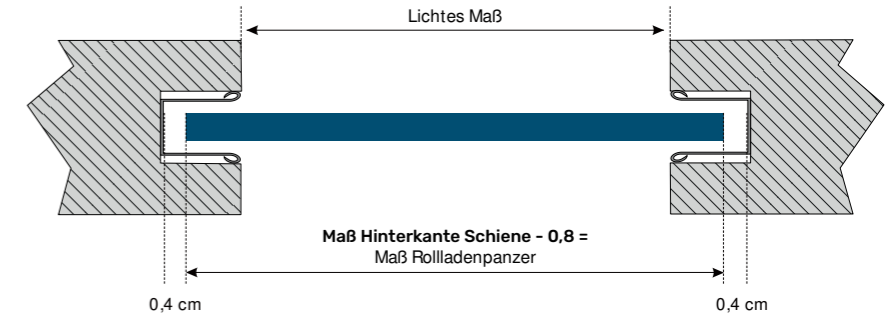 Lichtes Maß
Maß Hinterkante Schiene - 0,8 =
Maß Rollladenpanzer
0,4 cm
0,4 cm